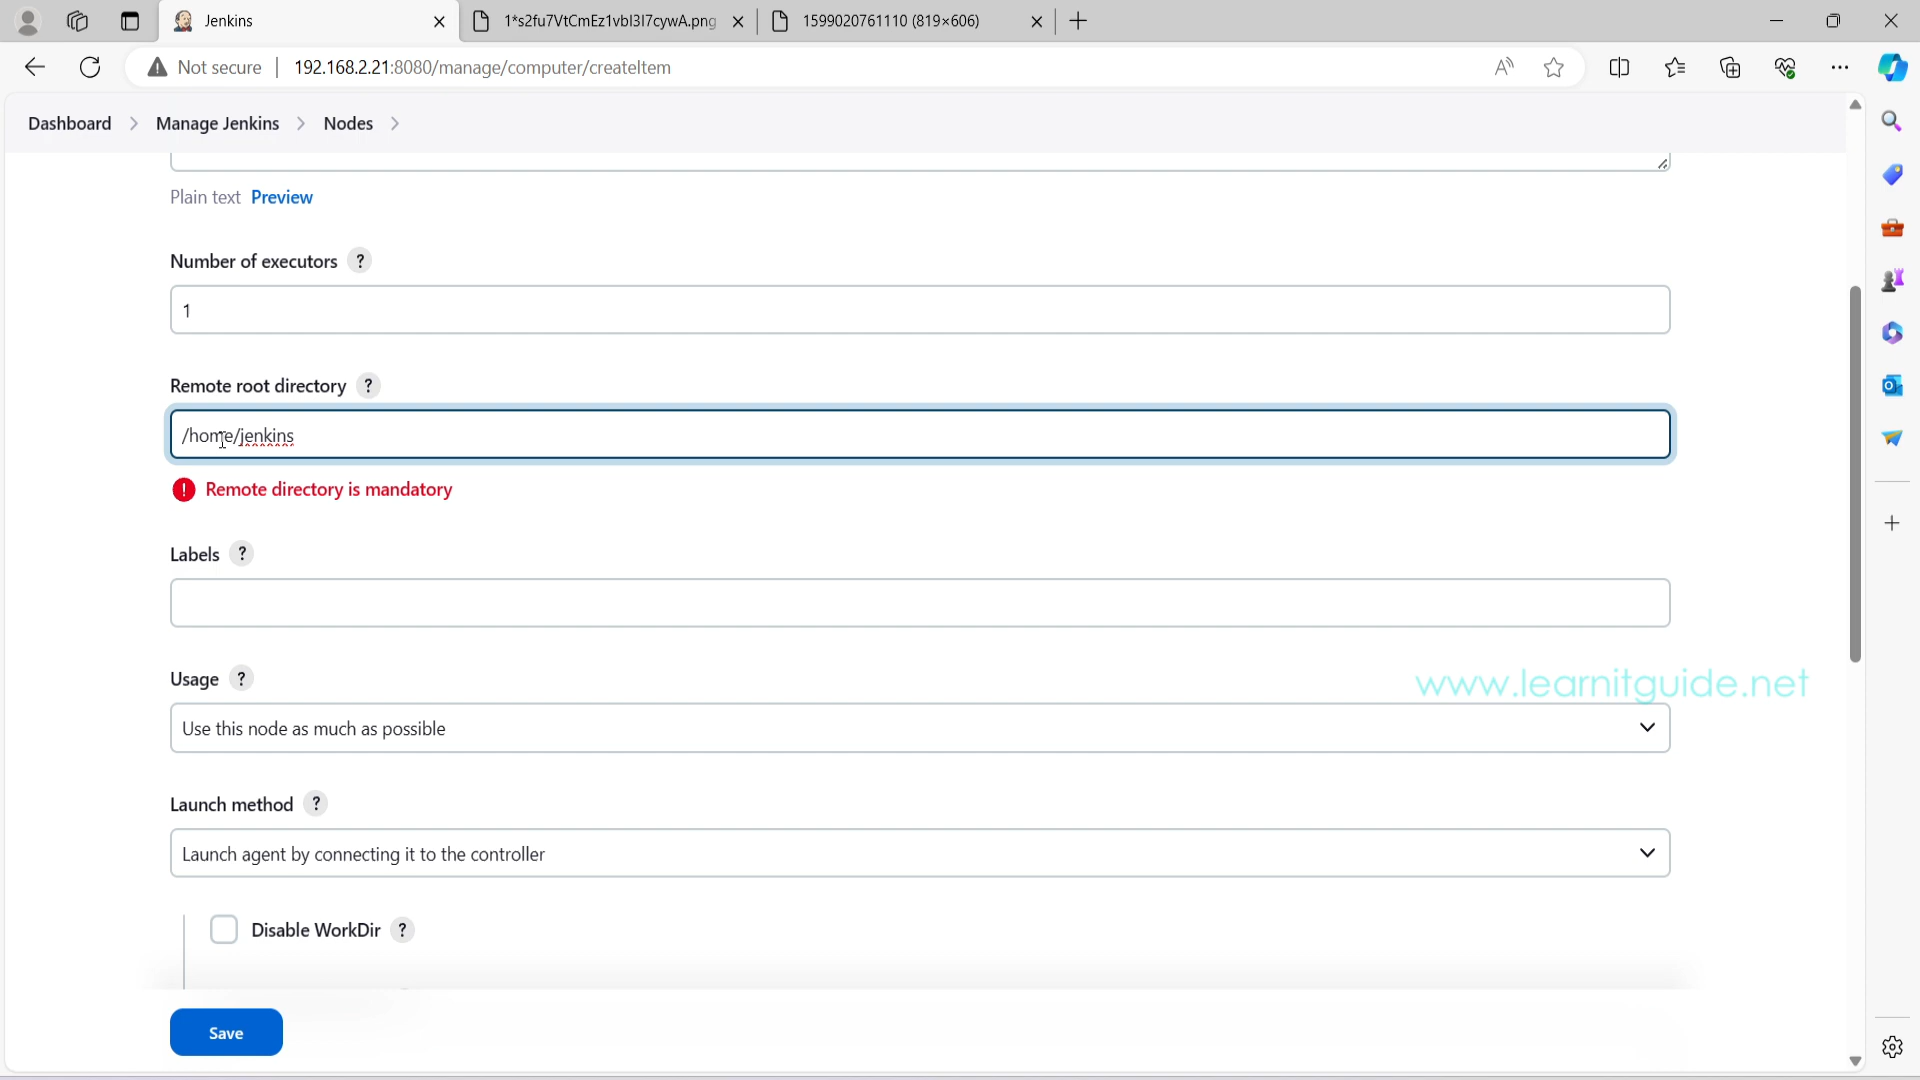 Jenkins
1*s2fu7VtCmEz1vbl3l7cywA.png
1599020761110 (819×606)
Not secure
192.168.2.21:8080/manage/computer/createItem
Dashboard
Manage Jenkins
Nodes
Plain text Preview
Number of executors ?
1
Remote root directory ?
/home/jenkins
! Remote directory is mandatory
Labels ?
Usage ?
www.learnitguide.net
Use this node as much as possible
Launch method ?
Launch agent by connecting it to the controller
Disable WorkDir ?
Save